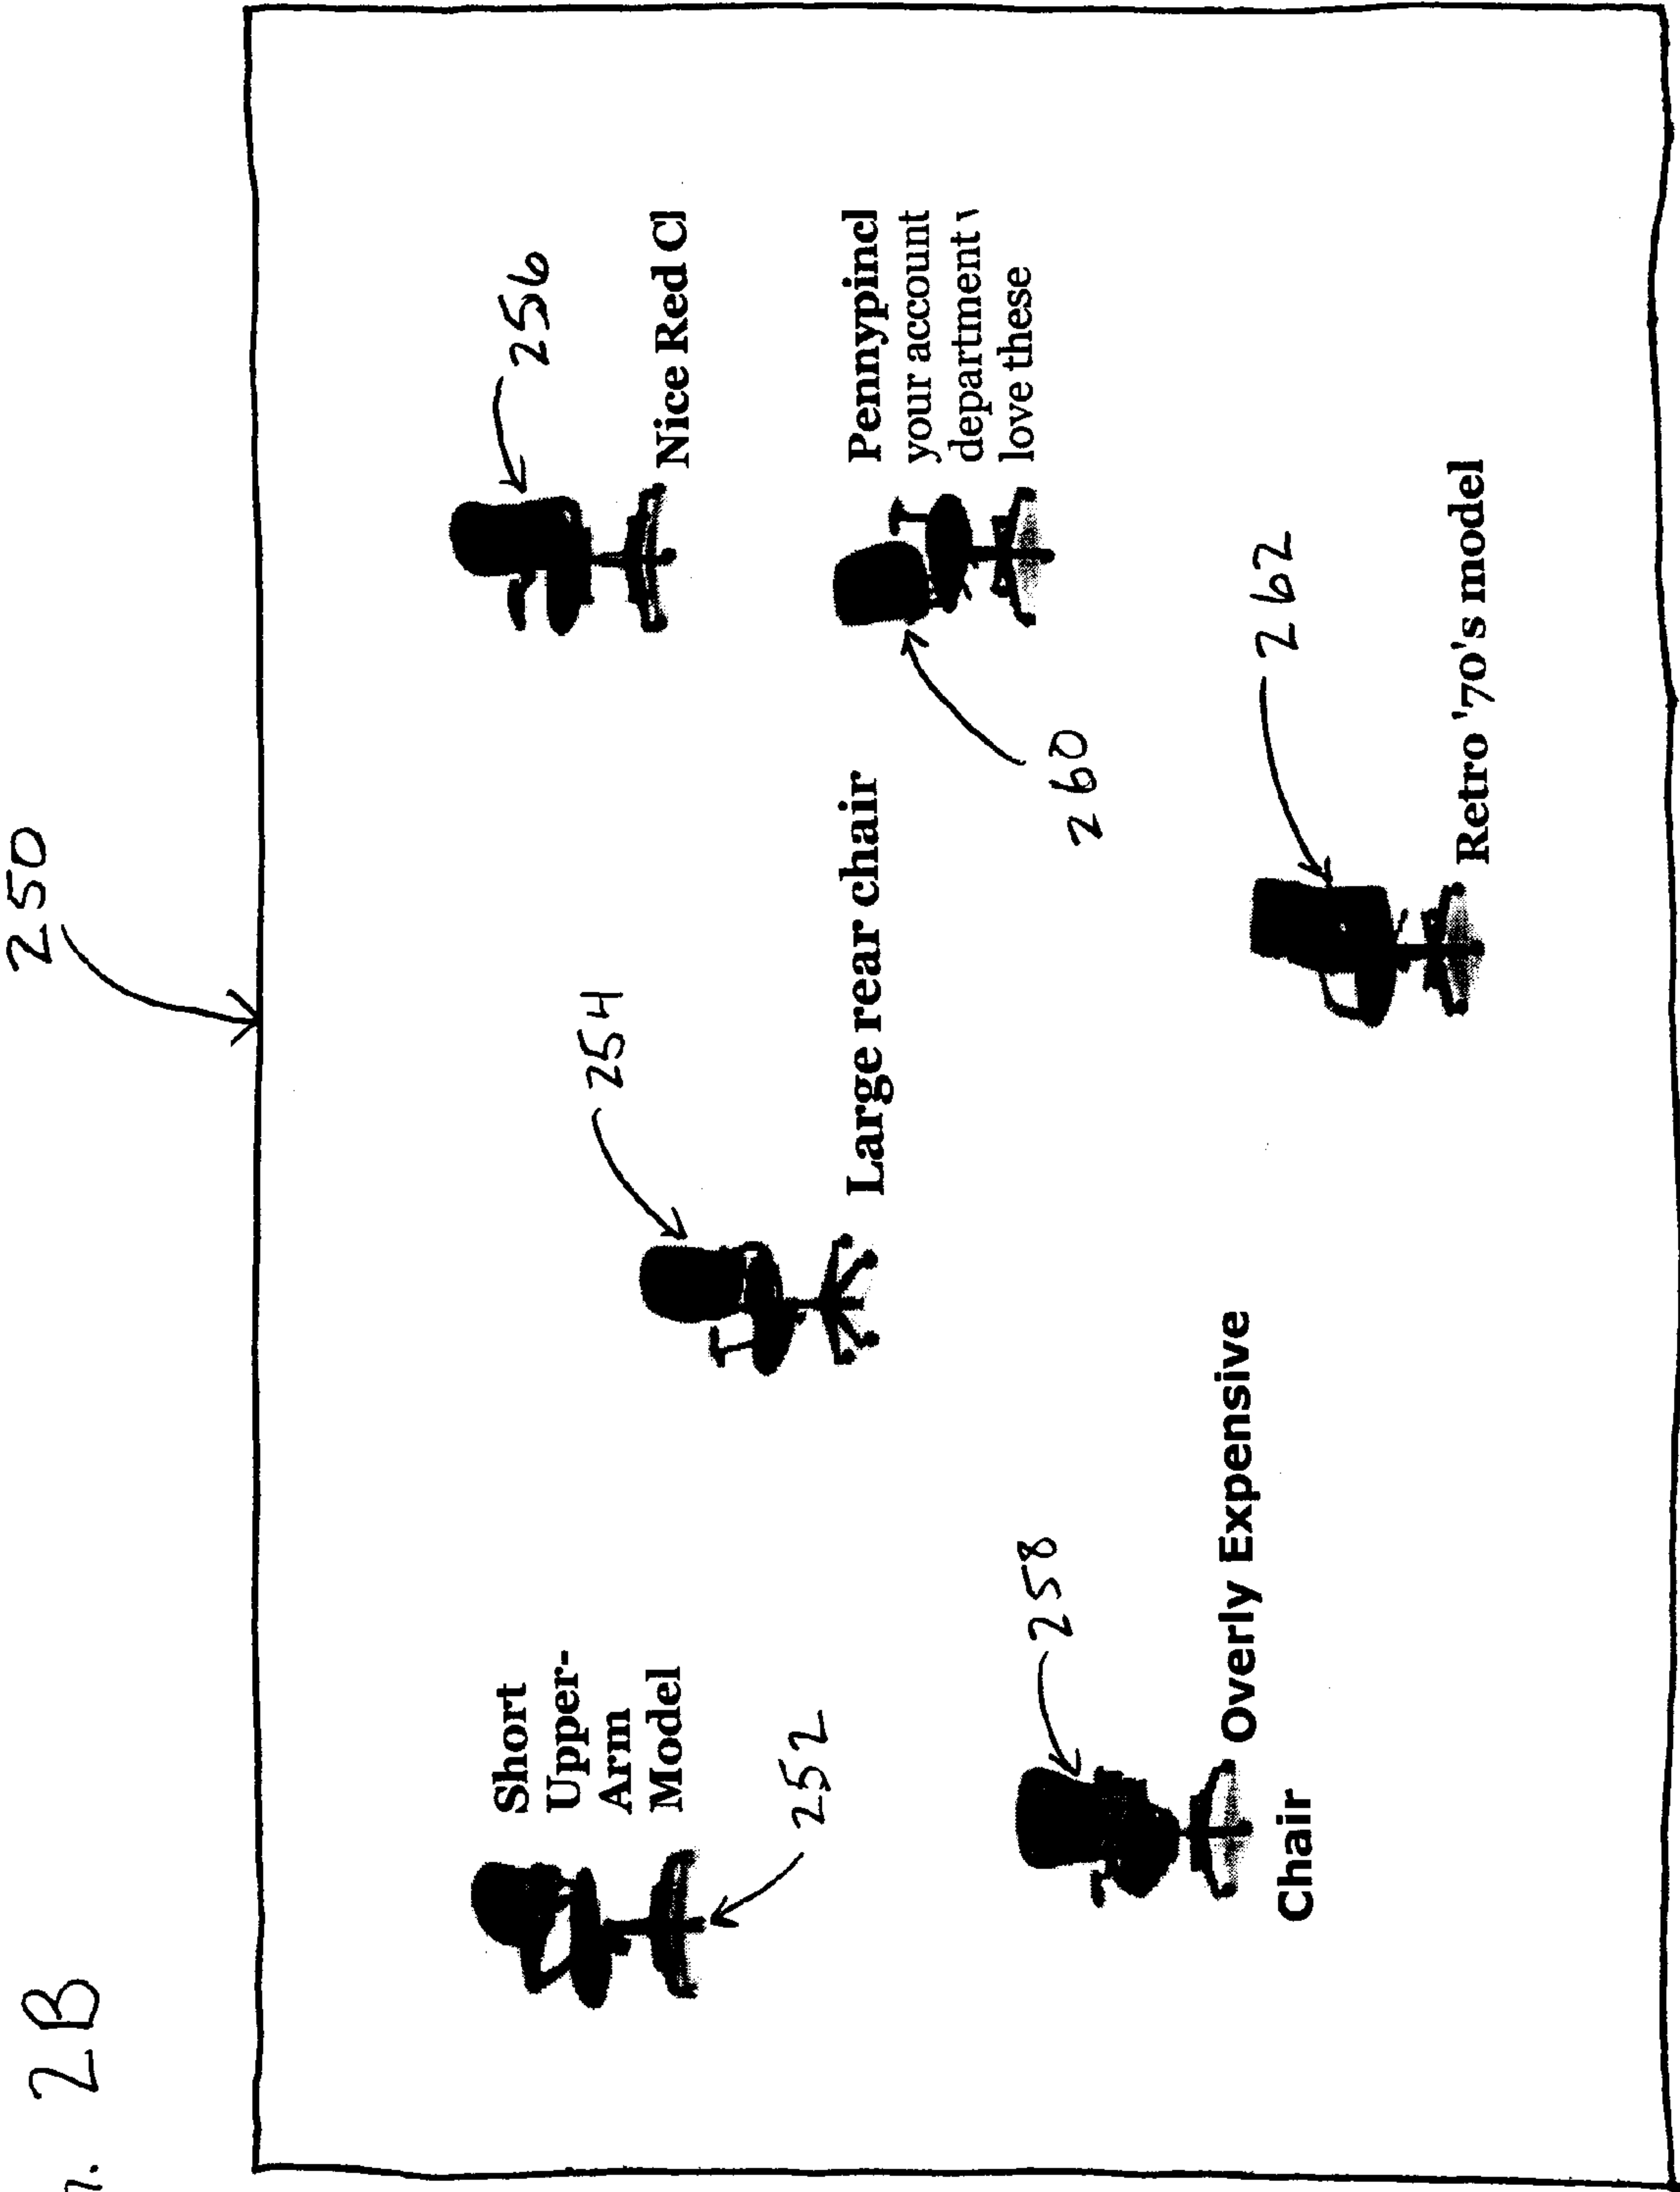 2B
250
Short
Upper-
Arm
Model
252
254
Large rear chair
256
Nice Red
258
Overly Expensive
Chair
260
Pennypincl
your account
department
love these
262
Retro '70's model